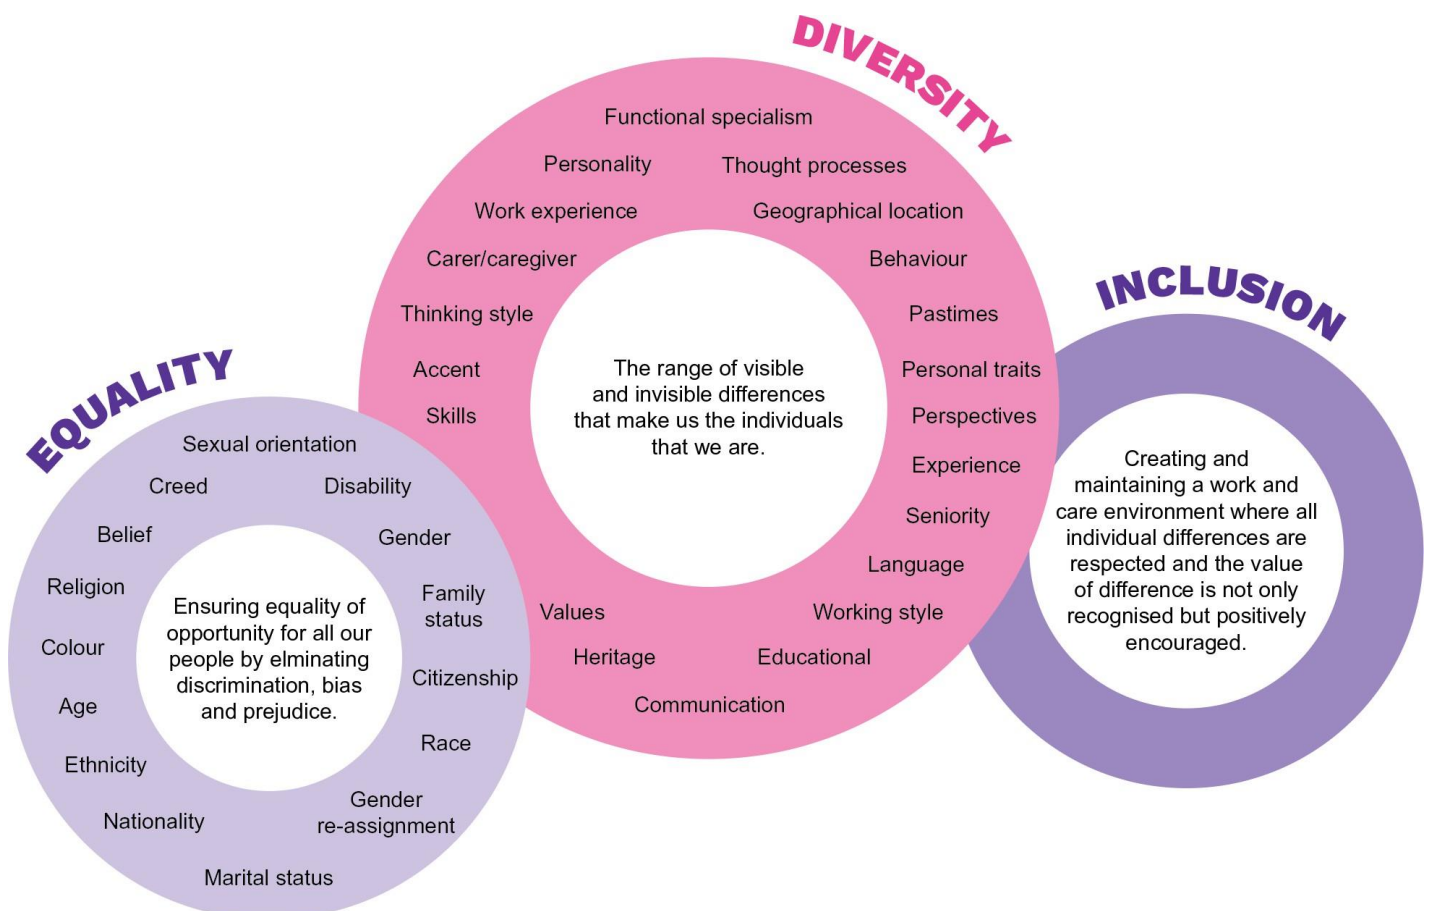 DIVERSITY
Functional specialism
Personality
Thought processes
Work experience
Geographical location
Carer/caregiver
Behaviour
Thinking style
Pastimes
Accent
Personal traits
Skills
Perspectives
Experience
Seniority
Language
Values
Working style
Heritage
Educational
Communication
The range of visible
and invisible differences
that make us the individuals
that we are.
EQUALITY
Sexual orientation
Creed
Disability
Belief
Gender
Religion
Family
status
Colour
Citizenship
Age
Race
Ethnicity
Gender
re-assignment
Nationality
Marital status
Ensuring equality of
opportunity for all our
people by elminating
discrimination, bias
and prejudice.
INCLUSION
Creating and
maintaining a work and
care environment where all
individual differences are
respected and the value
of difference is not only
recognised but positively
encouraged.